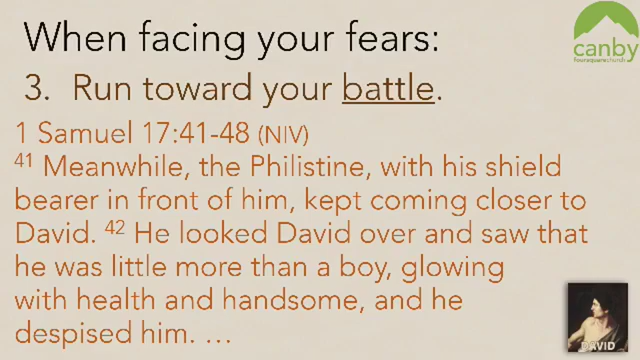 When facing your fears:
canby
foursquare church
3. Run toward your battle.
1 Samuel 17:41-48 (NIV)
41 Meanwhile, the Philistine, with his shield
bearer in front of him, kept coming closer to
David. 42 He looked David over and saw that
he was little more than a boy, glowing
with health and handsome, and he
despised him. …
DAVID